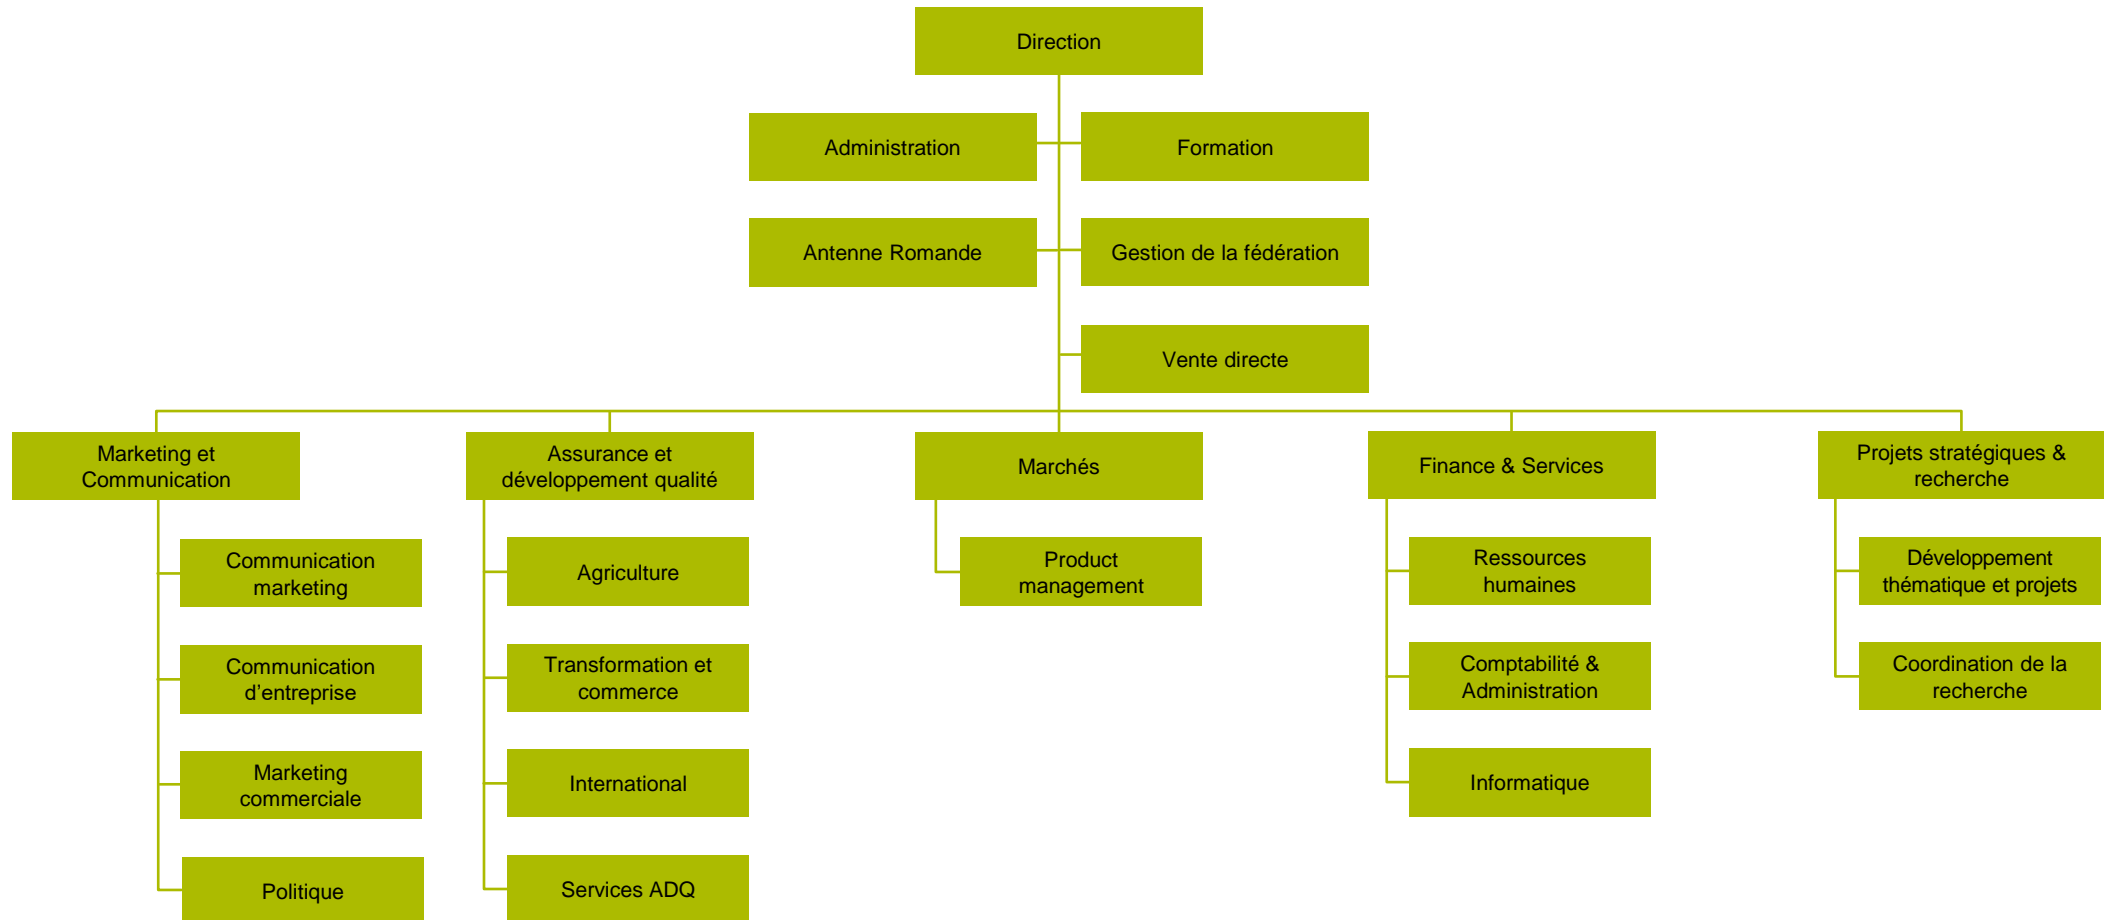 Direction
Administration
Formation
Antenne Romande
Gestion de la fédération
Vente directe
Marketing et
Communication
Assurance et
développement qualité
Marchés
Finance & Services
Projets stratégiques &
recherche
Communication
marketing
Communication
d’entreprise
Marketing
commerciale
Politique
Agriculture
Transformation et
commerce
International
Services ADQ
Product
management
Ressources
humaines
Comptabilité &
Administration
Informatique
Développement
thématique et projets
Coordination de la
recherche